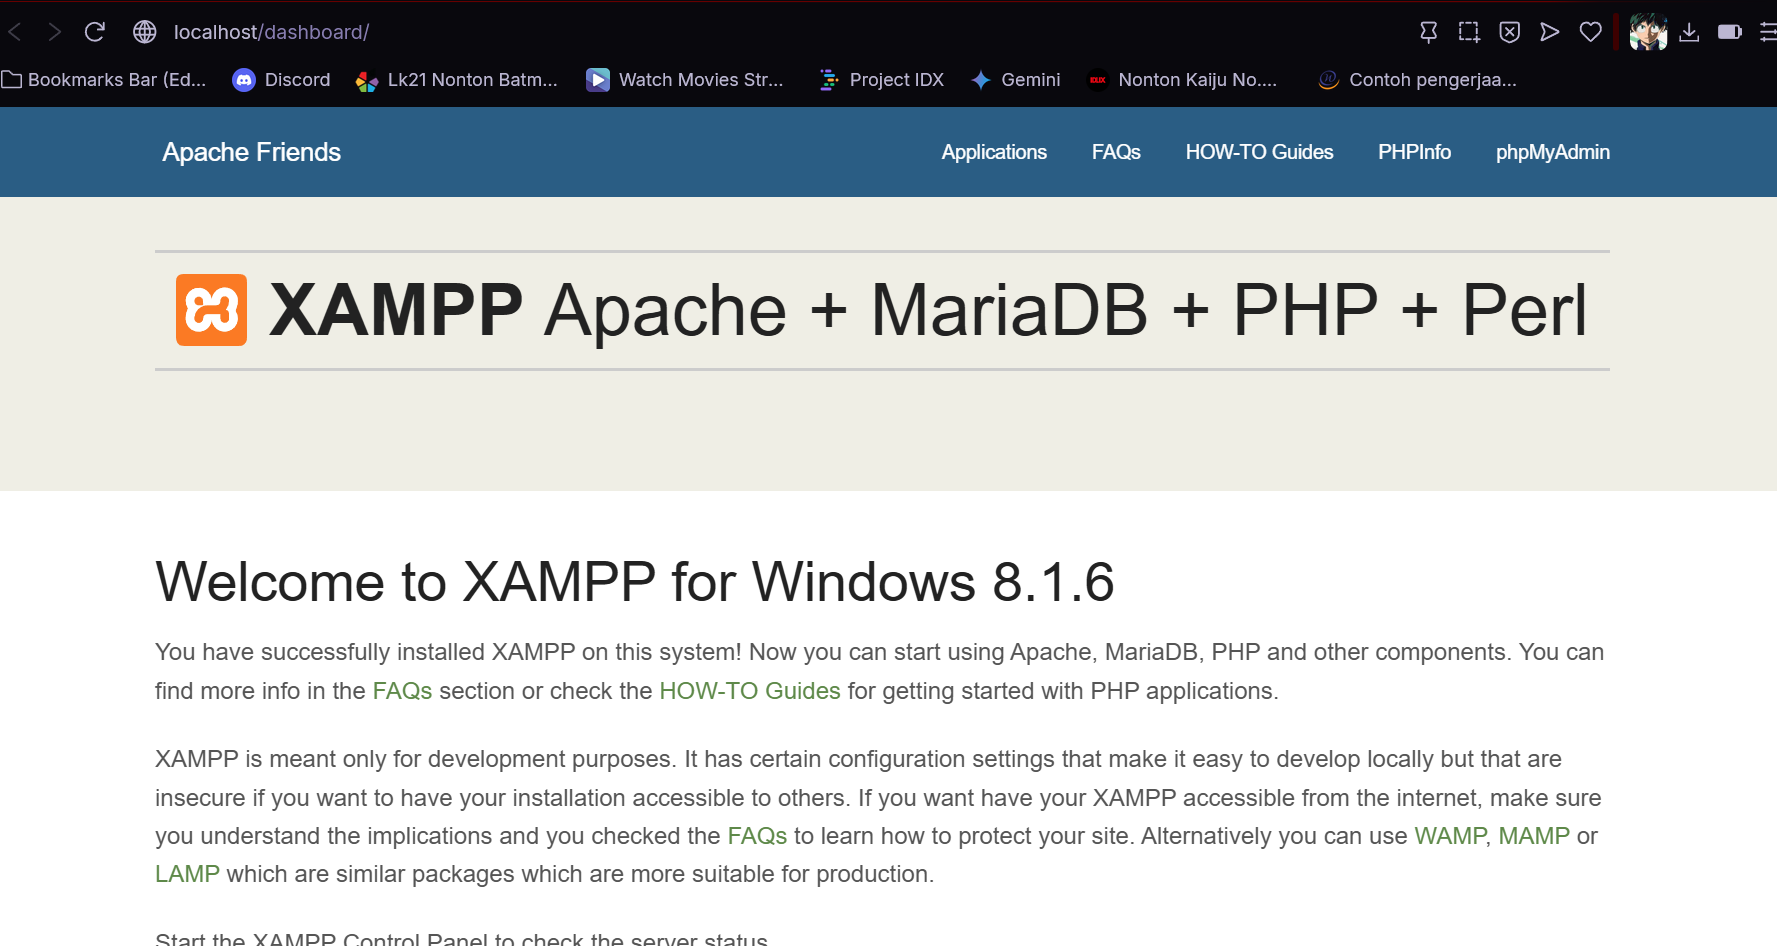 localhost/dashboard/
Bookmarks Bar (Ed... Discord Lk21 Nonton Batm... Watch Movies Str... Project IDX Gemini Nonton Kaiju No.... Contoh pengerjaa...
Apache Friends Applications FAQs HOW-TO Guides PHPInfo phpMyAdmin
XAMPP Apache + MariaDB + PHP + Perl
Welcome to XAMPP for Windows 8.1.6
You have successfully installed XAMPP on this system! Now you can start using Apache, MariaDB, PHP and other components. You can
find more info in the FAQs section or check the HOW-TO Guides for getting started with PHP applications.
XAMPP is meant only for development purposes. It has certain configuration settings that make it easy to develop locally but that are
insecure if you want to have your installation accessible to others. If you want have your XAMPP accessible from the internet, make sure
you understand the implications and you checked the FAQs to learn how to protect your site. Alternatively you can use WAMP, MAMP or
LAMP which are similar packages which are more suitable for production.
Start the XAMPP Control Panel to check the server status.